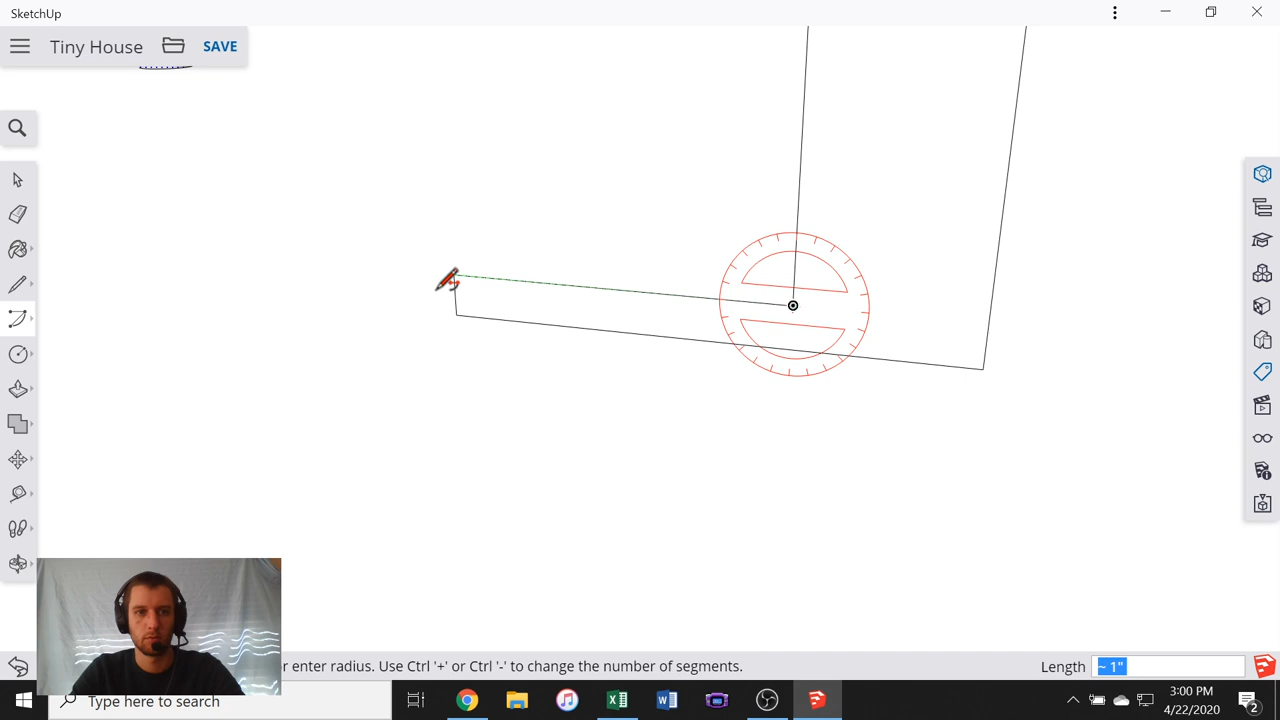 SketchUp
Tiny House SAVE
r enter radius. Use Ctrl '+' or Ctrl '-' to change the number of segments.
Length ~ 1"
Type here to search
3:00 PM
4/22/2020
2